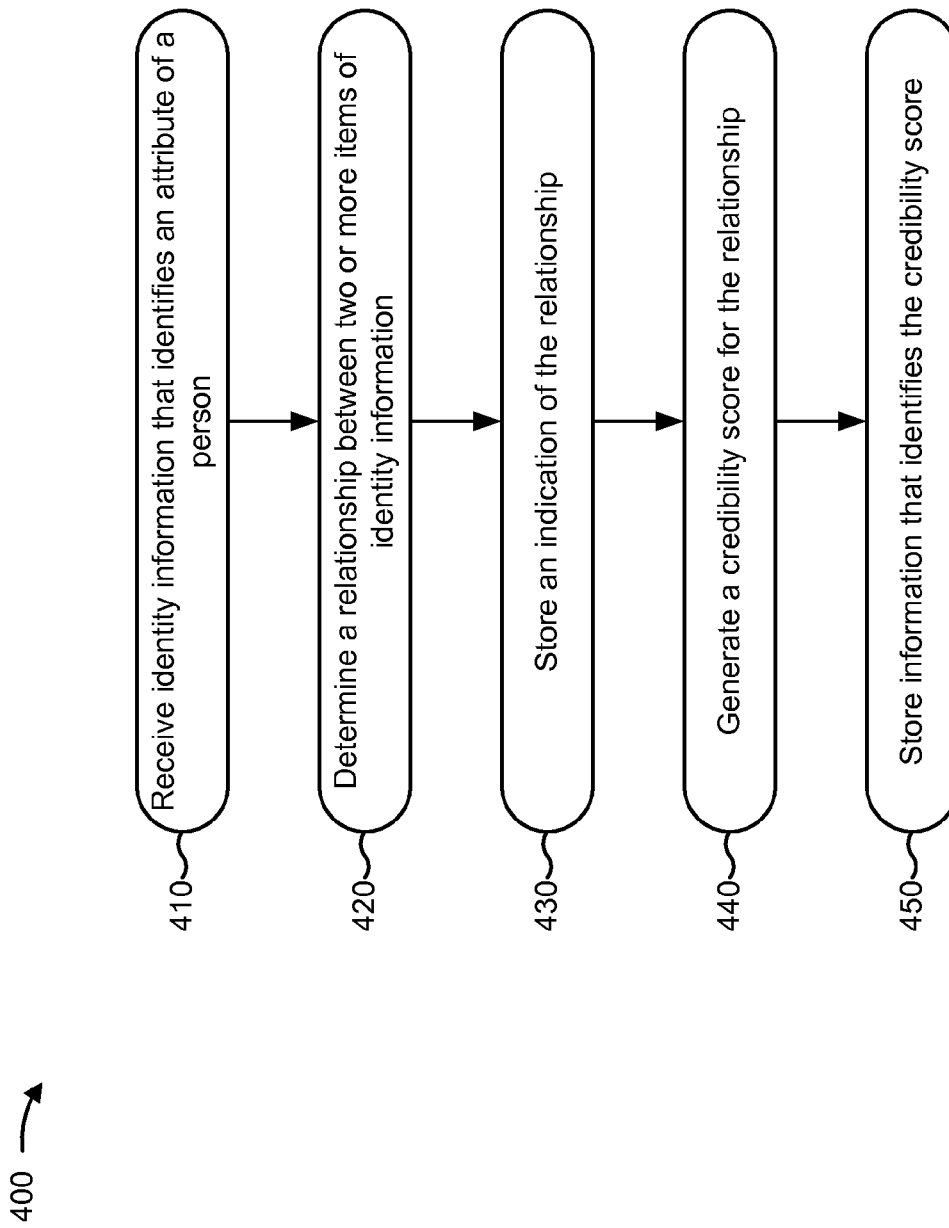 400
410
Receive identity information that identifies an attribute of a
person
420
Determine a relationship between two or more items of
identity information
430
Store an indication of the relationship
440
Generate a credibility score for the relationship
450
Store information that identifies the credibility score